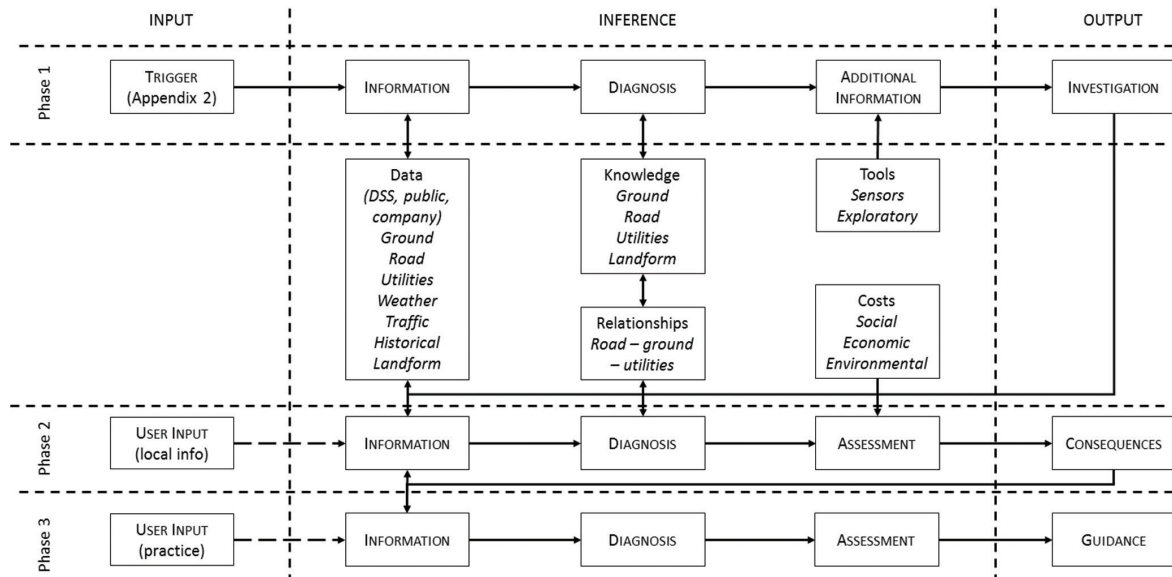 INPUT
INFERENCE
OUTPUT
Phase 1
TRIGGER
(Appendix 2)
INFORMATION
DIAGNOSIS
ADDITIONAL
INFORMATION
INVESTIGATION
Data
(DSS, public,
company)
Ground
Road
Utilities
Weather
Traffic
Historical
Landform
Knowledge
Ground
Road
Utilities
Landform
Relationships
Road – ground
– utilities
Tools
Sensors
Exploratory
Costs
Social
Economic
Environmental
Phase 2
USER INPUT
(local info)
INFORMATION
DIAGNOSIS
ASSESSMENT
CONSEQUENCES
Phase 3
USER INPUT
(practice)
INFORMATION
DIAGNOSIS
ASSESSMENT
GUIDANCE